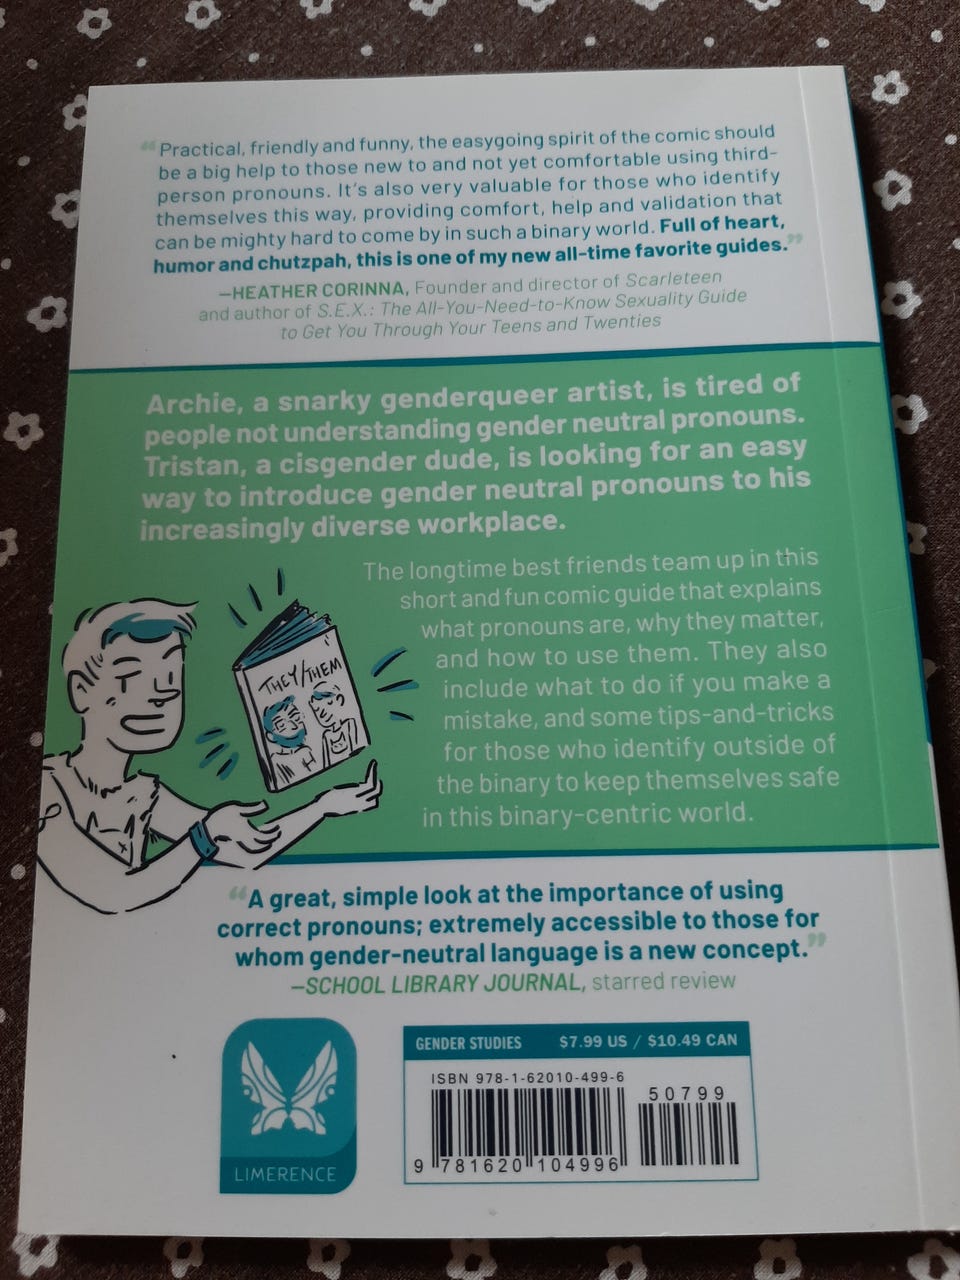 “Practical, friendly and funny, the easygoing spirit of the comic should
be a big help to those new to and not yet comfortable using third-
person pronouns. It’s also very valuable for those who identify
themselves this way, providing comfort, help and validation that
can be mighty hard to come by in such a binary world. Full of heart,
humor and chutzpah, this is one of my new all-time favorite guides.”
—HEATHER CORINNA, Founder and director of Scarleteen
and author of S.E.X.: The All-You-Need-to-Know Sexuality Guide
to Get You Through Your Teens and Twenties
Archie, a snarky genderqueer artist, is tired of
people not understanding gender neutral pronouns.
Tristan, a cisgender dude, is looking for an easy
way to introduce gender neutral pronouns to his
increasingly diverse workplace.
The longtime best friends team up in this
short and fun comic guide that explains
what pronouns are, why they matter,
and how to use them. They also
include what to do if you make a
mistake, and some tips-and-tricks
for those who identify outside of
the binary to keep themselves safe
in this binary-centric world.
THEY/THEM
“A great, simple look at the importance of using
correct pronouns; extremely accessible to those for
whom gender-neutral language is a new concept.”
—SCHOOL LIBRARY JOURNAL, starred review
LIMERENCE
GENDER STUDIES $7.99 US / $10.49 CAN
ISBN 978-1-62010-499-6
50799
9 781620 104996